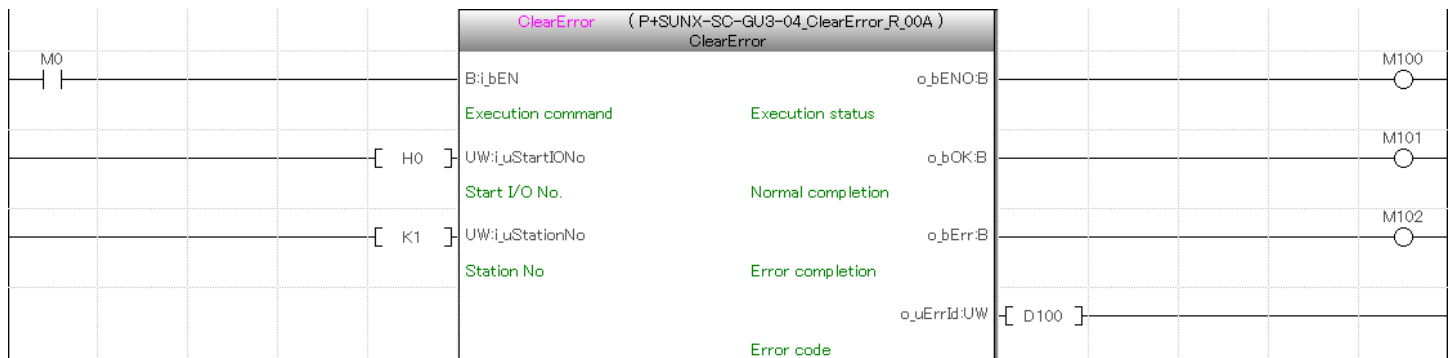 ClearError (P+SUNX-SC-GU3-04_ClearError_R_00A)
ClearError
M0
B:i_bEN
o_bENO:B
M100
Execution command
Execution status
H0
UW:i_uStartIONo
o_bOK:B
M101
Start I/O No.
Normal completion
K1
UW:i_uStationNo
o_bErr:B
M102
Station No
Error completion
o_uErrId:UW
D100
Error code